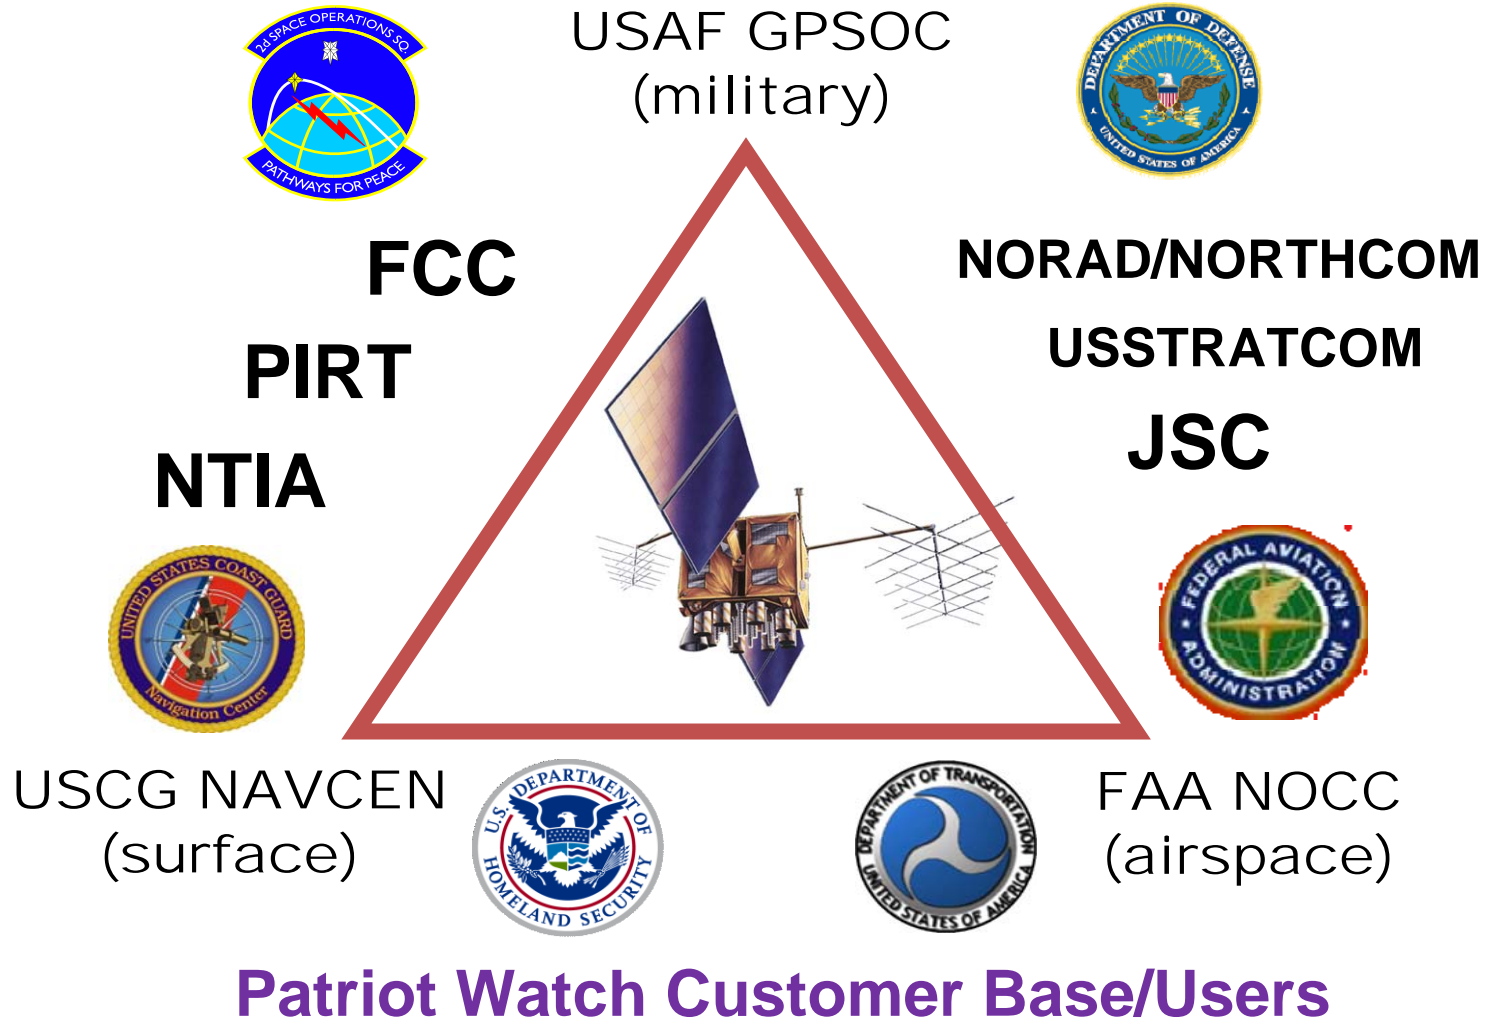 2d SPACE OPERATIONS SQ
PATHWAYS FOR PEACE
USAF GPSOC
(military)
DEPARTMENT OF DEFENSE
UNITED STATES OF AMERICA
FCC
PIRT
NTIA
NORAD/NORTHCOM
USSTRATCOM
JSC
UNITED STATES COAST GUARD
Navigation Center
FEDERAL AVIATION
ADMINISTRATION
USCG NAVCEN
(surface)
U.S. DEPARTMENT OF
HOMELAND SECURITY
DEPARTMENT OF TRANSPORTATION
UNITED STATES OF AMERICA
FAA NOCC
(airspace)
Patriot Watch Customer Base/Users